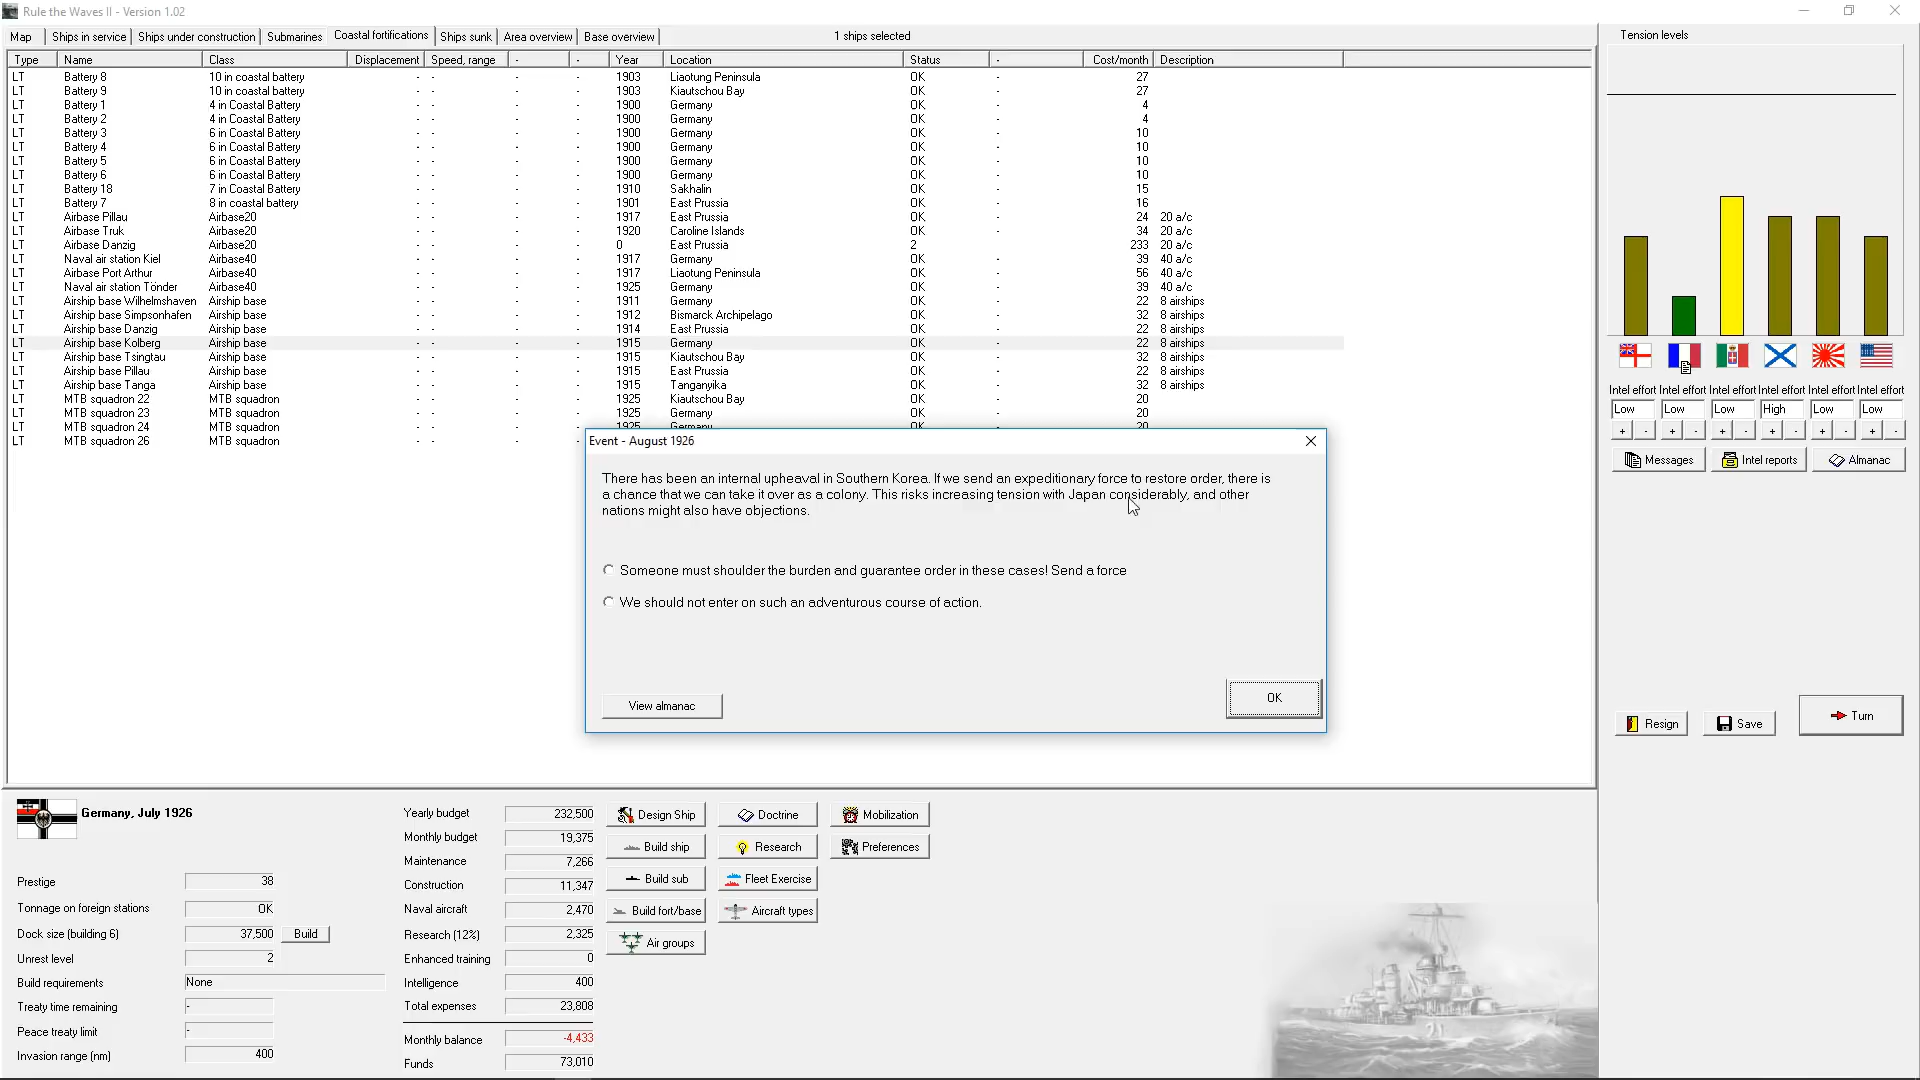 Rule the Waves II - Version 1.02
Map Ships in service Ships under construction Submarines Coastal fortifications Ships sunk Area overview Base overview 1 ships selected
Type Name Class Displacement Speed, range - - Year Location Status - Cost/month Description
LT Battery 8 10 in coastal battery - - - - 1903 Liaotung Peninsula OK - 27
LT Battery 9 10 in coastal battery - - - - 1903 Kiautschou Bay OK - 27
LT Battery 1 4 in Coastal Battery - - - - 1900 Germany OK - 4
LT Battery 2 4 in Coastal Battery - - - - 1900 Germany OK - 4
LT Battery 3 6 in Coastal Battery - - - - 1900 Germany OK - 10
LT Battery 4 6 in Coastal Battery - - - - 1900 Germany OK - 10
LT Battery 5 6 in Coastal Battery - - - - 1900 Germany OK - 10
LT Battery 6 6 in Coastal Battery - - - - 1900 Germany OK - 10
LT Battery 18 7 in Coastal Battery - - - - 1910 Sakhalin OK - 15
LT Battery 7 8 in coastal battery - - - - 1901 East Prussia OK - 16
LT Airbase Pillau Airbase20 - - - - 1917 East Prussia OK - 24 20 a/c
LT Airbase Truk Airbase20 - - - - 1920 Caroline Islands OK - 34 20 a/c
LT Airbase Danzig Airbase20 - - - - 0 East Prussia 2 - 233 20 a/c
LT Naval air station Kiel Airbase40 - - - - 1917 Germany OK - 39 40 a/c
LT Airbase Port Arthur Airbase40 - - - - 1917 Liaotung Peninsula OK - 56 40 a/c
LT Naval air station Tönder Airbase40 - - - - 1925 Germany OK - 39 40 a/c
LT Airship base Wilhelmshaven Airship base - - - - 1911 Germany OK - 22 8 airships
LT Airship base Simpsonhafen Airship base - - - - 1912 Bismarck Archipelago OK - 32 8 airships
LT Airship base Danzig Airship base - - - - 1914 East Prussia OK - 22 8 airships
LT Airship base Kolberg Airship base - - - - 1915 Germany OK - 22 8 airships
LT Airship base Tsingtau Airship base - - - - 1915 Kiautschou Bay OK - 32 8 airships
LT Airship base Pillau Airship base - - - - 1915 East Prussia OK - 22 8 airships
LT Airship base Tanga Airship base - - - - 1915 Tanganyika OK - 32 8 airships
LT MTB squadron 22 MTB squadron - - - - 1925 Kiautschou Bay OK - 20
LT MTB squadron 23 MTB squadron - - - - 1925 Germany OK - 20
LT MTB squadron 24 MTB squadron - - - - 1925 Germany OK - 20
LT MTB squadron 26 MTB squadron - -
Event - August 1926
There has been an internal upheaval in Southern Korea. If we send an expeditionary force to restore order, there is
a chance that we can take it over as a colony. This risks increasing tension with Japan considerably, and other
nations might also have objections.
Someone must shoulder the burden and guarantee order in these cases! Send a force
We should not enter on such an adventurous course of action.
View almanac OK
Tension levels
Intel effort Intel effort Intel effort Intel effort Intel effort Intel effort
Low Low Low High Low Low
+ - + - + - + - + - + -
Messages Intel reports Almanac
Resign Save Turn
Germany, July 1926
Prestige 38
Tonnage on foreign stations OK
Dock size (building 6) 37,500 Build
Unrest level 2
Build requirements None
Treaty time remaining -
Peace treaty limit -
Invasion range (nm) 400
Yearly budget 232,500
Monthly budget 19,375
Maintenance 7,266
Construction 11,347
Naval aircraft 2,470
Research (12%) 2,325
Enhanced training 0
Intelligence 400
Total expenses 23,808
Monthly balance -4,433
Funds 73,010
Design Ship Doctrine Mobilization
Build ship Research Preferences
Build sub Fleet Exercise
Build fort/base Aircraft types
Air groups
21